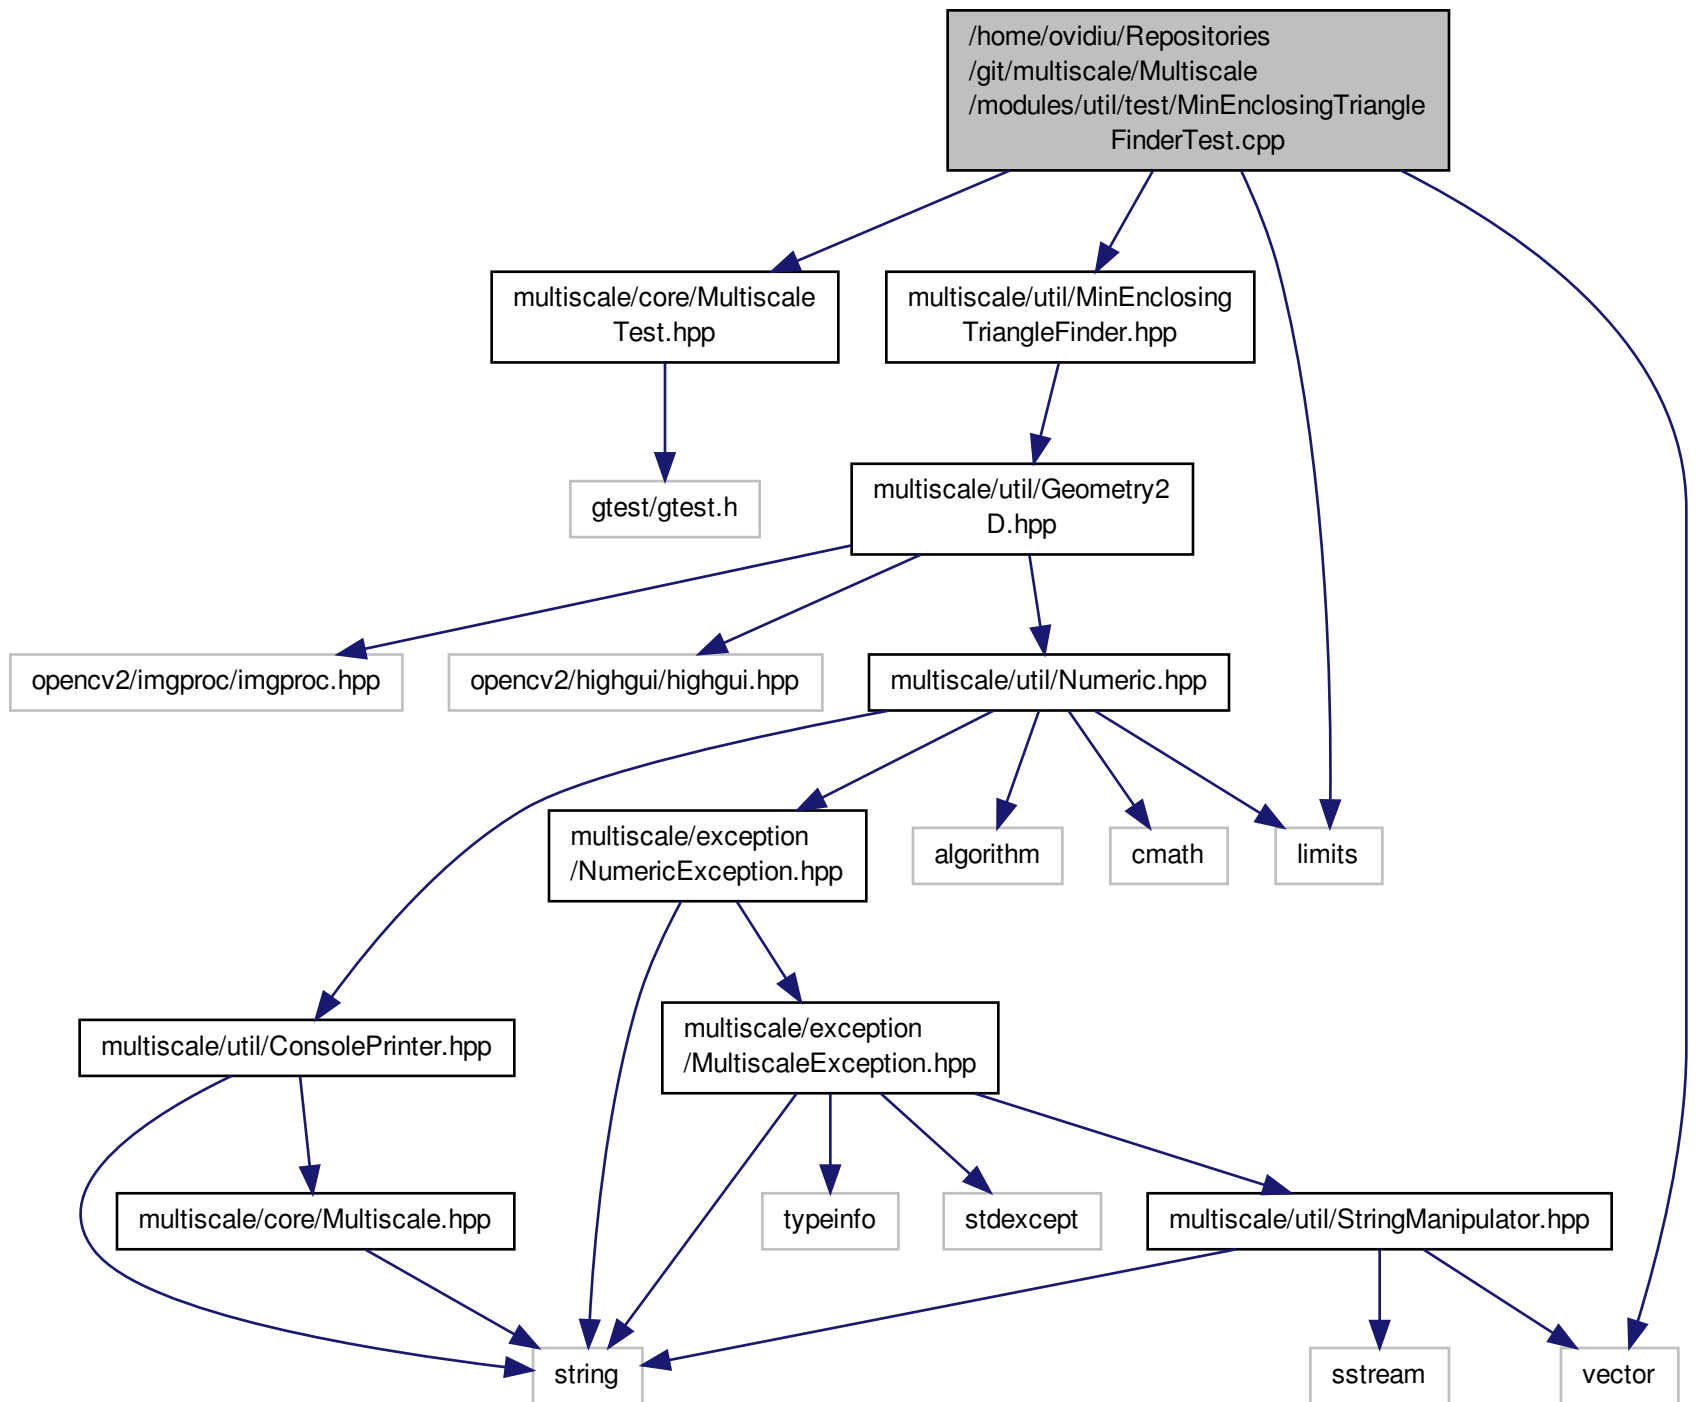 /home/ovidiu/Repositories
/git/multiscale/Multiscale
/modules/util/test/MinEnclosingTriangle
FinderTest.cpp
multiscale/core/Multiscale
Test.hpp
multiscale/util/MinEnclosing
TriangleFinder.hpp
gtest/gtest.h
multiscale/util/Geometry2
D.hpp
opencv2/imgproc/imgproc.hpp
opencv2/highgui/highgui.hpp
multiscale/util/Numeric.hpp
multiscale/exception
/NumericException.hpp
algorithm
cmath
limits
multiscale/util/ConsolePrinter.hpp
multiscale/exception
/MultiscaleException.hpp
multiscale/core/Multiscale.hpp
typeinfo
stdexcept
multiscale/util/StringManipulator.hpp
string
sstream
vector